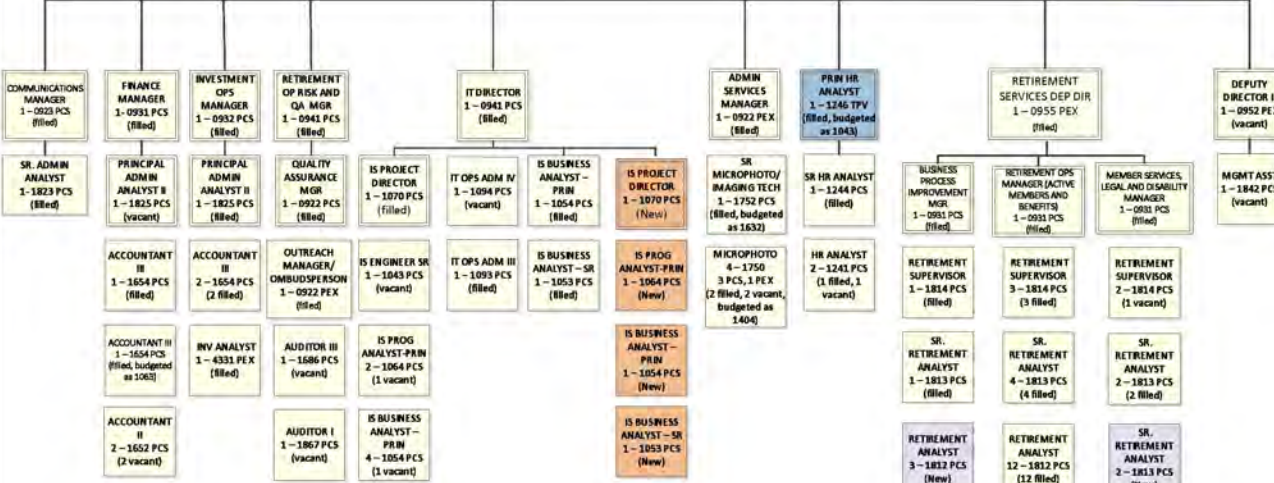 COMMUNICATIONS
MANAGER
1 – 0923 PCS
(filled)
SR. ADMIN
ANALYST
1-1823 PCS
(filled)
FINANCE
MANAGER
1- 0931 PCS
(filled)
PRINCIPAL
ADMIN
ANALYST II
1 – 1825 PCS
(vacant)
ACCOUNTANT
III
1 – 1654 PCS
(filled)
ACCOUNTANT III
1 – 1654 PCS
(filled, budgeted
as 1063)
ACCOUNTANT
II
2 – 1652 PCS
(2 vacant)
INVESTMENT
OPS
MANAGER
1 – 0932 PCS
(filled)
PRINCIPAL
ADMIN
ANALYST II
1 – 1825 PCS
(filled)
ACCOUNTANT
III
2 – 1654 PCS
(2 filled)
INV ANALYST
1 – 4331 PEX
(filled)
RETIREMENT
OP RISK AND
QA MGR
1 – 0941 PCS
(filled)
QUALITY
ASSURANCE
MGR
1 – 0922 PCS
(filled)
OUTREACH
MANAGER/
OMBUDSPERSON
1 – 0922 PEX
(filled)
AUDITOR III
1 – 1686 PCS
(vacant)
AUDITOR I
1 – 1867 PCS
(vacant)
IT DIRECTOR
1 – 0941 PCS
(filled)
IS PROJECT
DIRECTOR
1 – 1070 PCS
(filled)
IS ENGINEER SR
1 – 1043 PCS
(vacant)
IS PROG
ANALYST-PRIN
2 – 1064 PCS
(1 vacant)
IS BUSINESS
ANALYST –
PRIN
4 – 1054 PCS
(1 vacant)
IT OPS ADM IV
1 – 1094 PCS
(vacant)
IT OPS ADM III
1 – 1093 PCS
(filled)
IS BUSINESS
ANALYST –
PRIN
1 – 1054 PCS
(filled)
IS BUSINESS
ANALYST – SR
1 – 1053 PCS
(filled)
IS PROJECT
DIRECTOR
1 – 1070 PCS
(New)
IS PROG
ANALYST-PRIN
1 – 1064 PCS
(New)
IS BUSINESS
ANALYST –
PRIN
1 – 1054 PCS
(New)
IS BUSINESS
ANALYST – SR
1 – 1053 PCS
(New)
ADMIN
SERVICES
MANAGER
1 – 0922 PEX
(filled)
SR
MICROPHOTO/
IMAGING TECH
1 – 1752 PCS
(filled, budgeted
as 1632)
MICROPHOTO
4 – 1750
3 PCS, 1 PEX
(2 filled, 2 vacant,
budgeted as
1404)
PRIN HR
ANALYST
1 – 1246 TPV
(filled, budgeted
as 1043)
SR HR ANALYST
1 – 1244 PCS
(filled)
HR ANALYST
2 – 1241 PCS
(1 filled, 1
vacant)
RETIREMENT
SERVICES DEP DIR
1 – 0955 PEX
(filled)
BUSINESS
PROCESS
IMPROVEMENT
MGR
1 – 0931 PCS
(filled)
RETIREMENT
SUPERVISOR
1 – 1814 PCS
(filled)
SR.
RETIREMENT
ANALYST
1 – 1813 PCS
(filled)
RETIREMENT
ANALYST
3 – 1812 PCS
(New)
RETIREMENT OPS
MANAGER (ACTIVE
MEMBERS AND
BENEFITS)
1 – 0931 PCS
(filled)
RETIREMENT
SUPERVISOR
3 – 1814 PCS
(3 filled)
SR.
RETIREMENT
ANALYST
4 – 1813 PCS
(4 filled)
RETIREMENT
ANALYST
12 – 1812 PCS
(12 filled)
MEMBER SERVICES,
LEGAL AND DISABILITY
MANAGER
1 – 0931 PCS
(filled)
RETIREMENT
SUPERVISOR
2 – 1814 PCS
(1 vacant)
SR.
RETIREMENT
ANALYST
2 – 1813 PCS
(2 filled)
SR.
RETIREMENT
ANALYST
2 – 1813 PCS
DEPUTY
DIRECTOR I
1 – 0952 PEX
(vacant)
MGMT ASST
1 – 1842 PCS
(vacant)